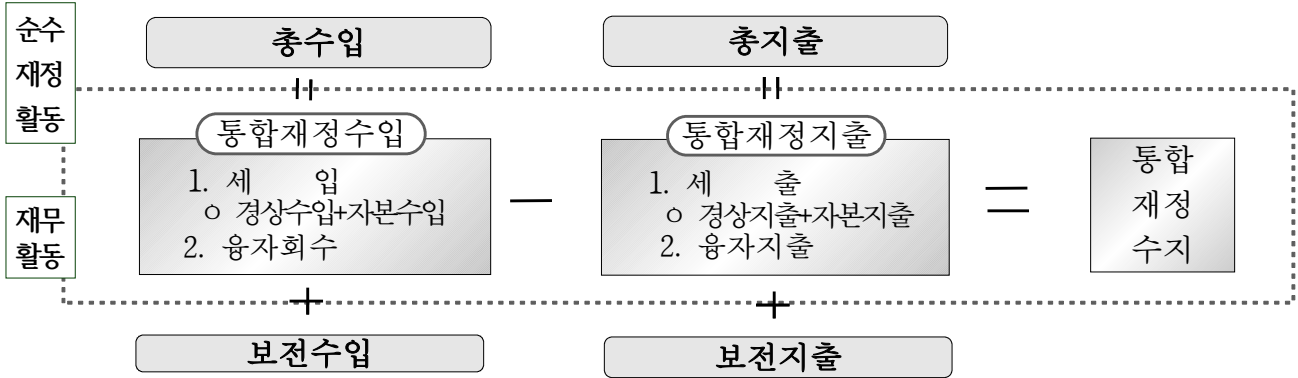 순수
재정
활동
총수입
총지출
통합재정수입
1. 세 입
ㅇ 경상수입+자본수입
2. 융자회수
—
통합재정지출
1. 세 출
ㅇ 경상지출+자본지출
2. 융자지출
=
통합
재정
수지
재무
활동
+
+
보전수입
보전지출